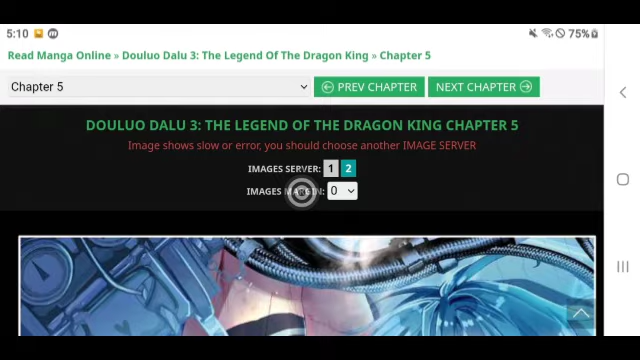 5:10 75%
Read Manga Online » Douluo Dalu 3: The Legend Of The Dragon King » Chapter 5
Chapter 5 PREV CHAPTER NEXT CHAPTER
DOULUO DALU 3: THE LEGEND OF THE DRAGON KING CHAPTER 5
Image shows slow or error, you should choose another IMAGE SERVER
IMAGES SERVER: 1 2
IMAGES MARGIN: 0